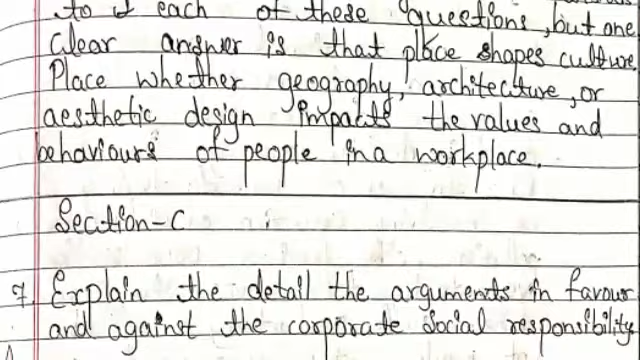 to each of these questions, but one
clear answer is that place shapes culture
Place whether geography, architecture, or
aesthetic design impacts the values and
behaviours of people in a workplace.
Section-C
7. Explain the detail the arguments in favour
and against the corporate social responsibility